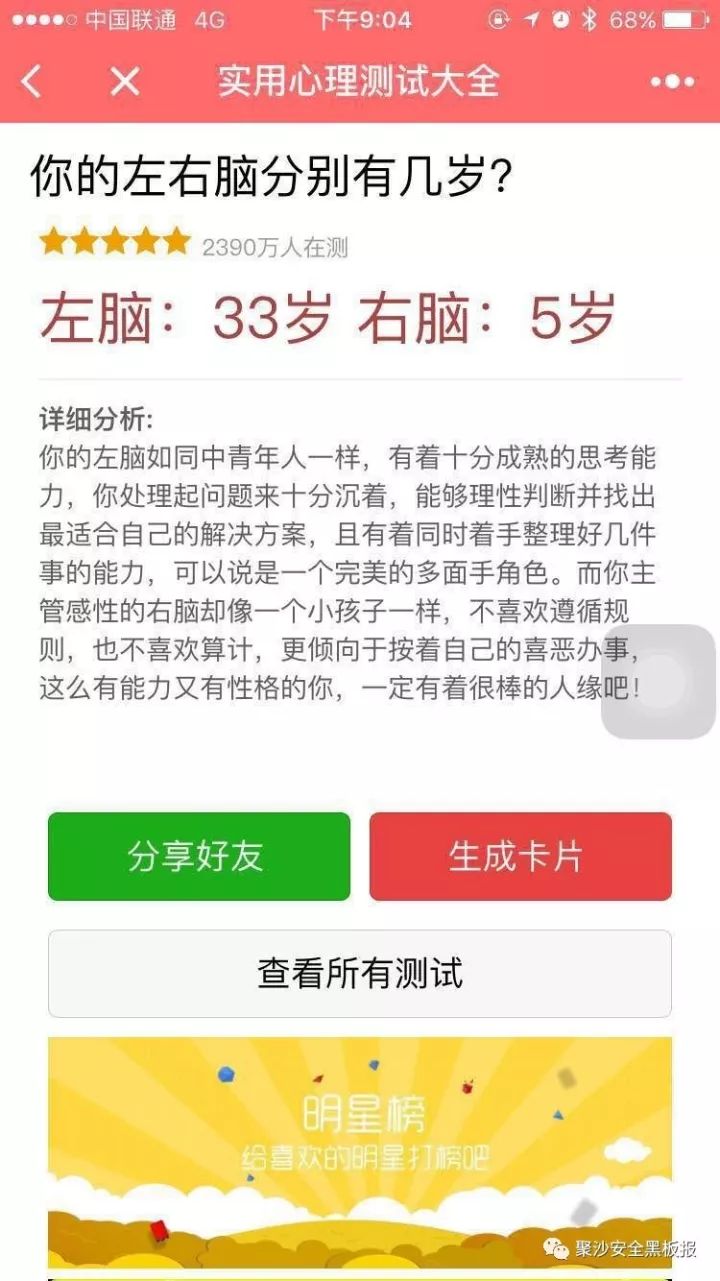 中国联通 4G 下午9:04 68%
实用心理测试大全
你的左右脑分别有几岁?
2390万人在测
左脑：33岁 右脑：5岁
详细分析:
你的左脑如同中青年人一样，有着十分成熟的思考能
力，你处理起问题来十分沉着，能够理性判断并找出
最适合自己的解决方案，且有着同时着手整理好几件
事的能力，可以说是一个完美的多面手角色。而你主
管感性的右脑却像一个小孩子一样，不喜欢遵循规
则，也不喜欢算计，更倾向于按着自己的喜恶办事，
这么有能力又有性格的你，一定有着很棒的人缘吧！
分享好友
生成卡片
查看所有测试
明星榜
给喜欢的明星打榜吧
聚沙安全黑板报